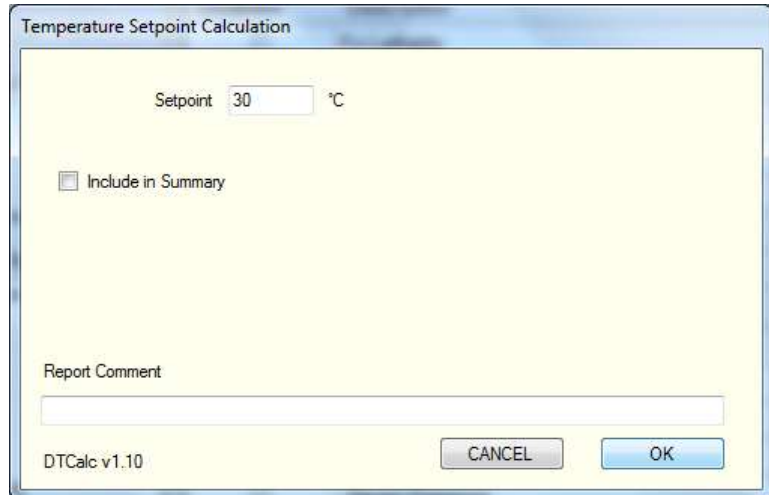 Temperature Setpoint Calculation
Setpoint 30 °C
Include in Summary
Report Comment
DTCalc v1.10
CANCEL OK